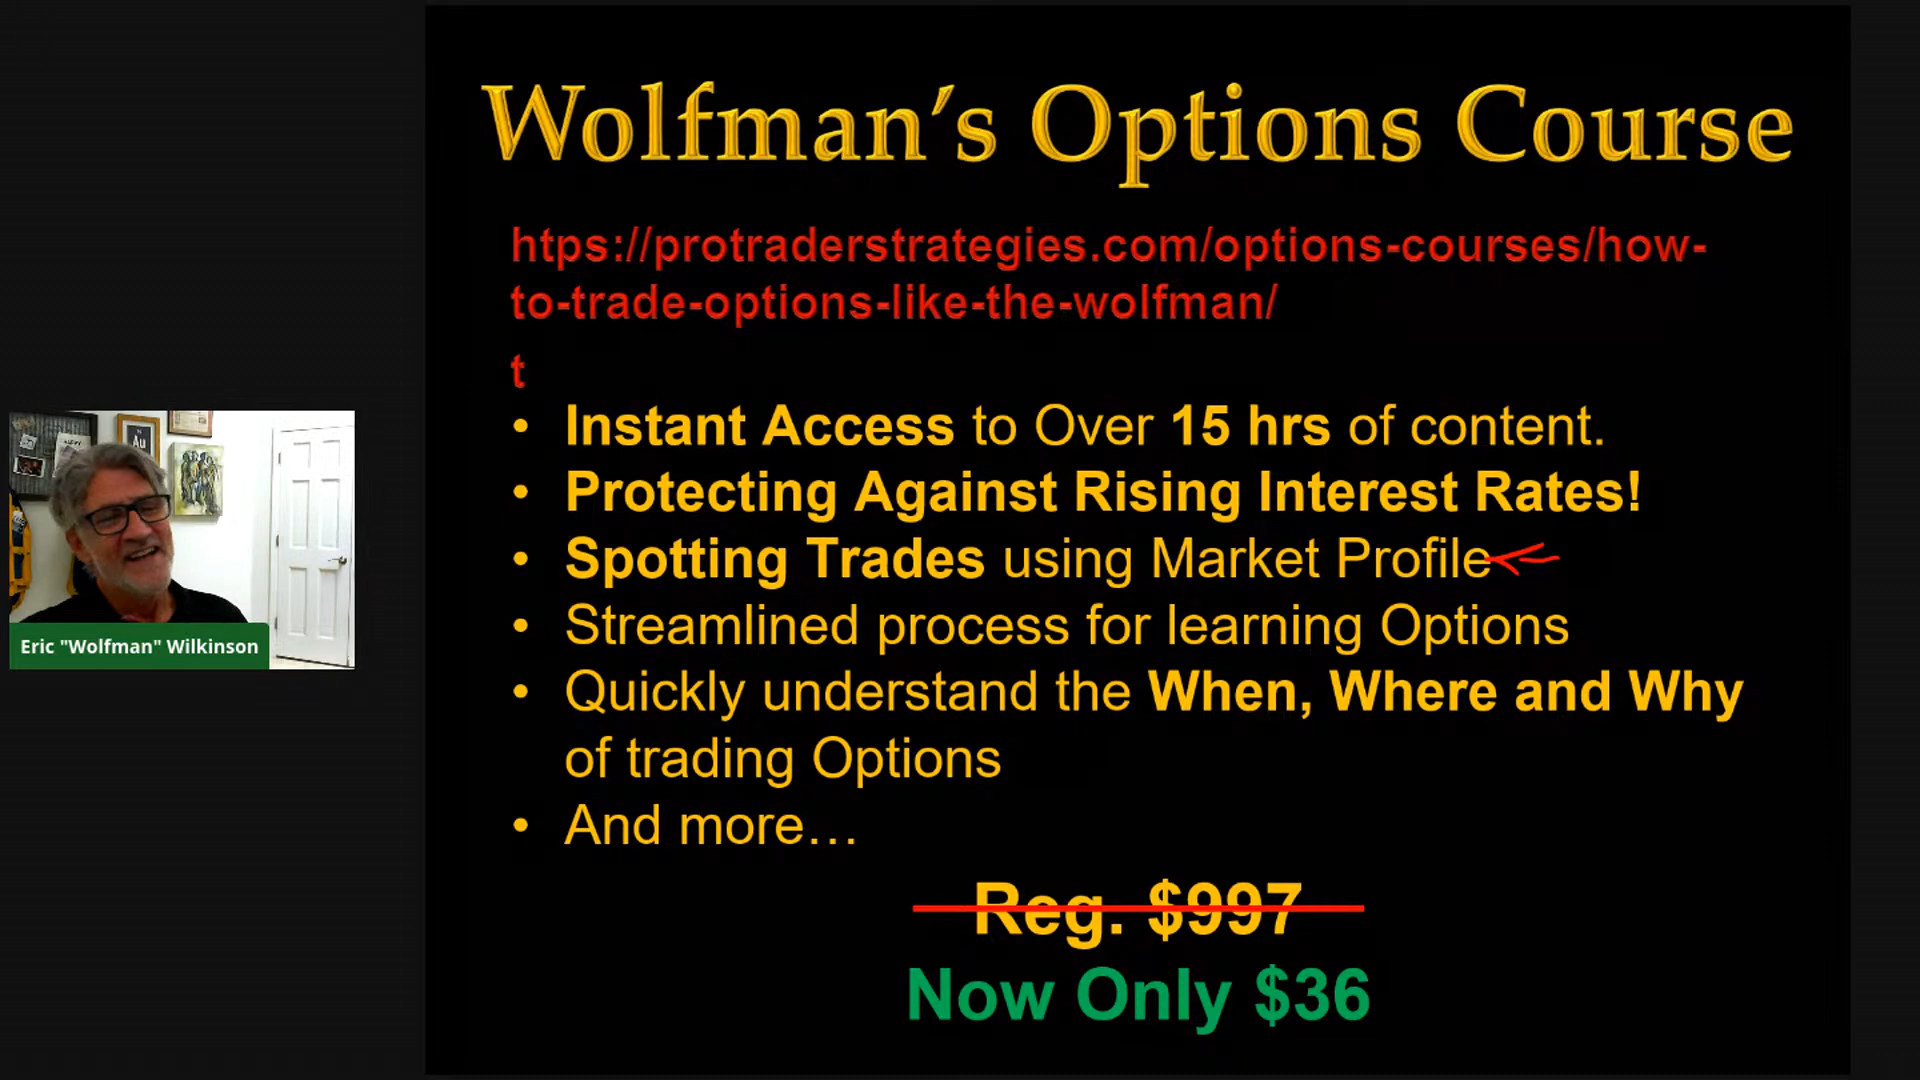 Wolfman’s Options Course
htps://protraderstrategies.com/options-courses/how-
to-trade-options-like-the-wolfman/
t
• Instant Access to Over 15 hrs of content.
• Protecting Against Rising Interest Rates!
• Spotting Trades using Market Profile
• Streamlined process for learning Options
• Quickly understand the When, Where and Why
of trading Options
• And more…
Reg. $997
Now Only $36
Au
Eric "Wolfman" Wilkinson